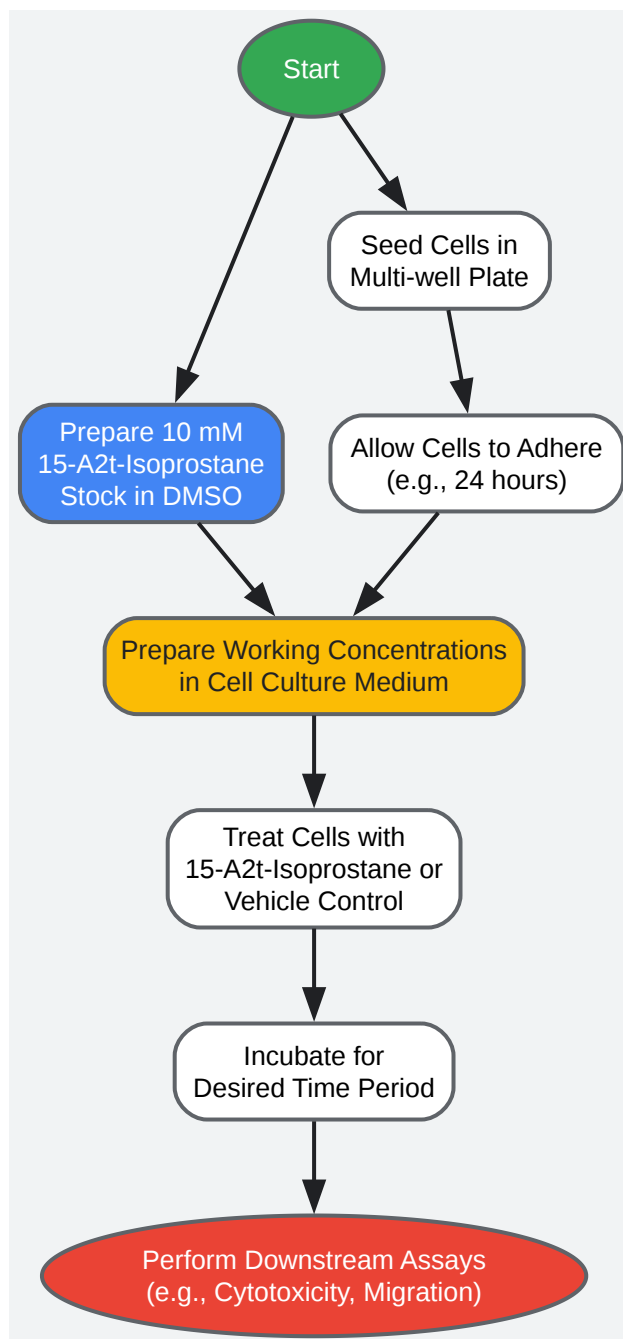 Start
Seed Cells in
Multi-well Plate
Prepare 10 mM
15-A2t-Isoprostane
Stock in DMSO
Allow Cells to Adhere
(e.g., 24 hours)
Prepare Working Concentrations
in Cell Culture Medium
Treat Cells with
15-A2t-Isoprostane or
Vehicle Control
Incubate for
Desired Time Period
Perform Downstream Assays
(e.g., Cytotoxicity, Migration)